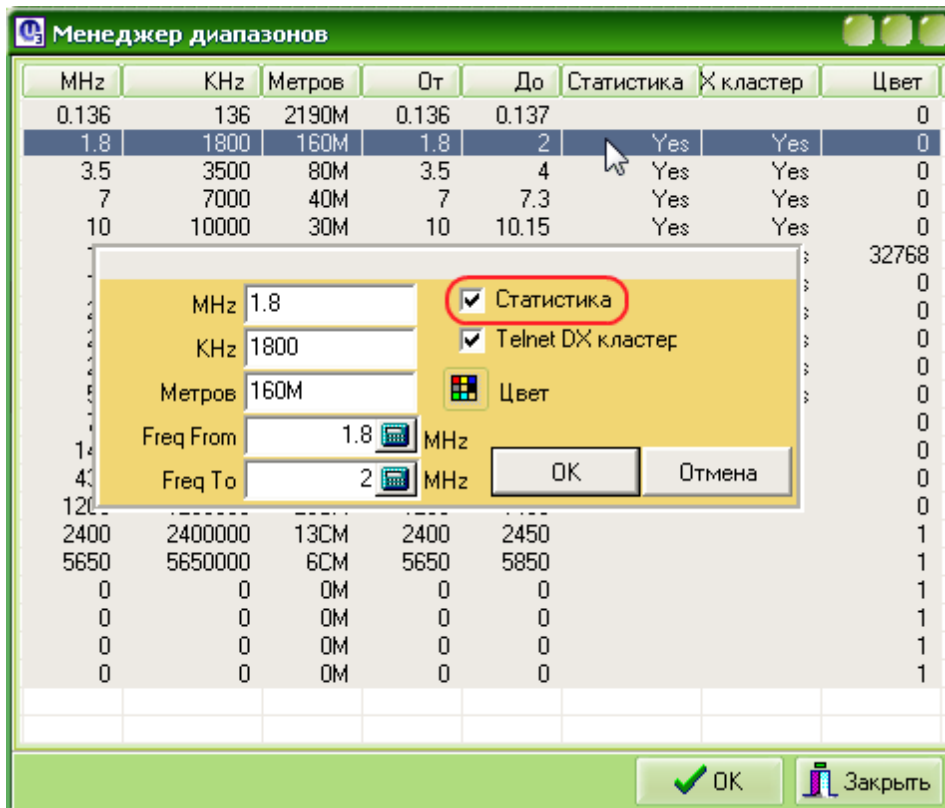 Менеджер диапазонов
MHz KHz Метров От До Статистика X кластер Цвет
0.136 136 2190M 0.136 0.137 0
1.8 1800 160M 1.8 2 Yes Yes 0
3.5 3500 80M 3.5 4 Yes Yes 0
7 7000 40M 7 7.3 Yes Yes 0
10 10000 30M 10 10.15 Yes Yes 0
32768
0
0
0
0
0
0
0
0
0
MHz 1.8
KHz 1800
Метров 160M
Freq From 1.8 MHz
Freq To 2 MHz
Статистика
Telnet DX кластер
Цвет
OK Отмена
2400 2400000 13CM 2400 2450 1
5650 5650000 6CM 5650 5850 1
0 0 0M 0 0 1
0 0 0M 0 0 1
0 0 0M 0 0 1
0 0 0M 0 0 1
OK Закрыть